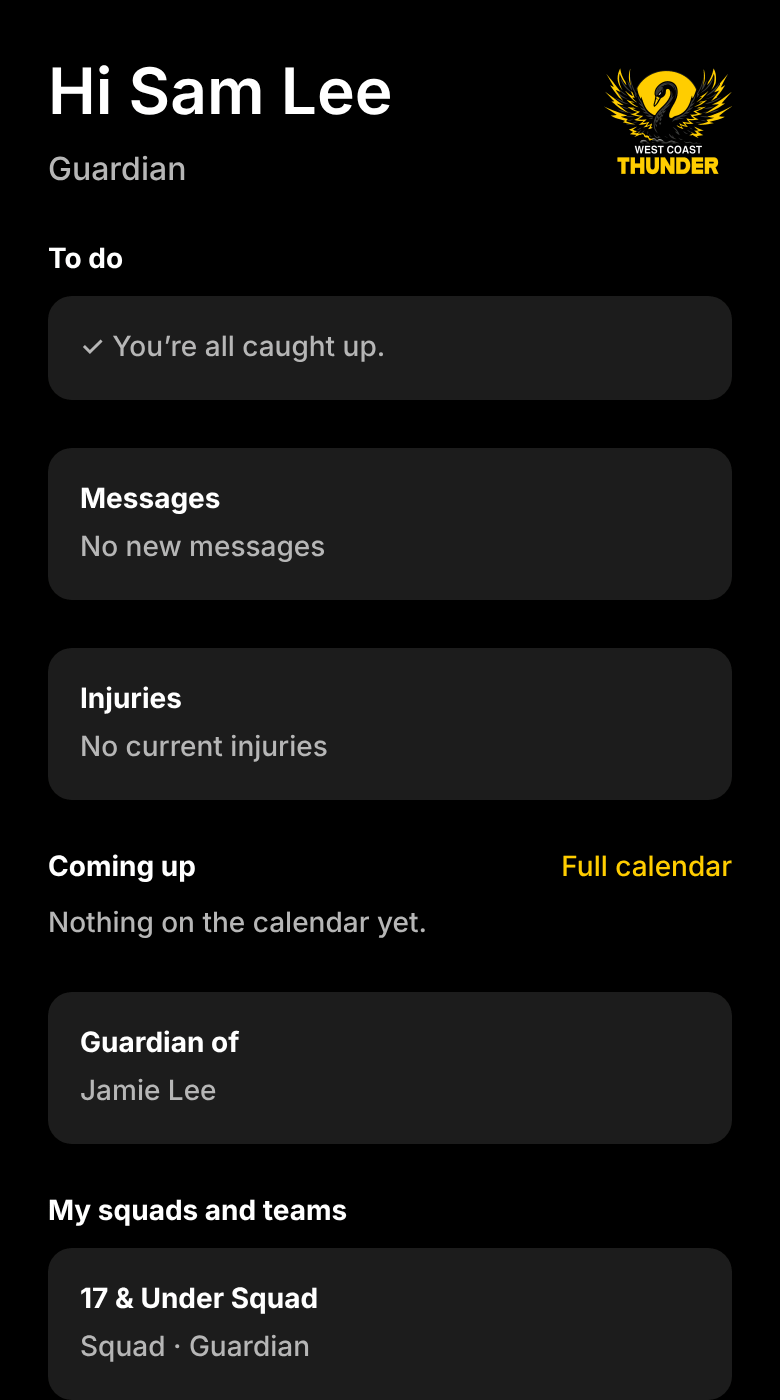 Hi Sam Lee
Guardian
WEST COAST
THUNDER
To do
✓ You’re all caught up.
Messages
No new messages
Injuries
No current injuries
Coming up
Full calendar
Nothing on the calendar yet.
Guardian of
Jamie Lee
My squads and teams
17 & Under Squad
Squad · Guardian